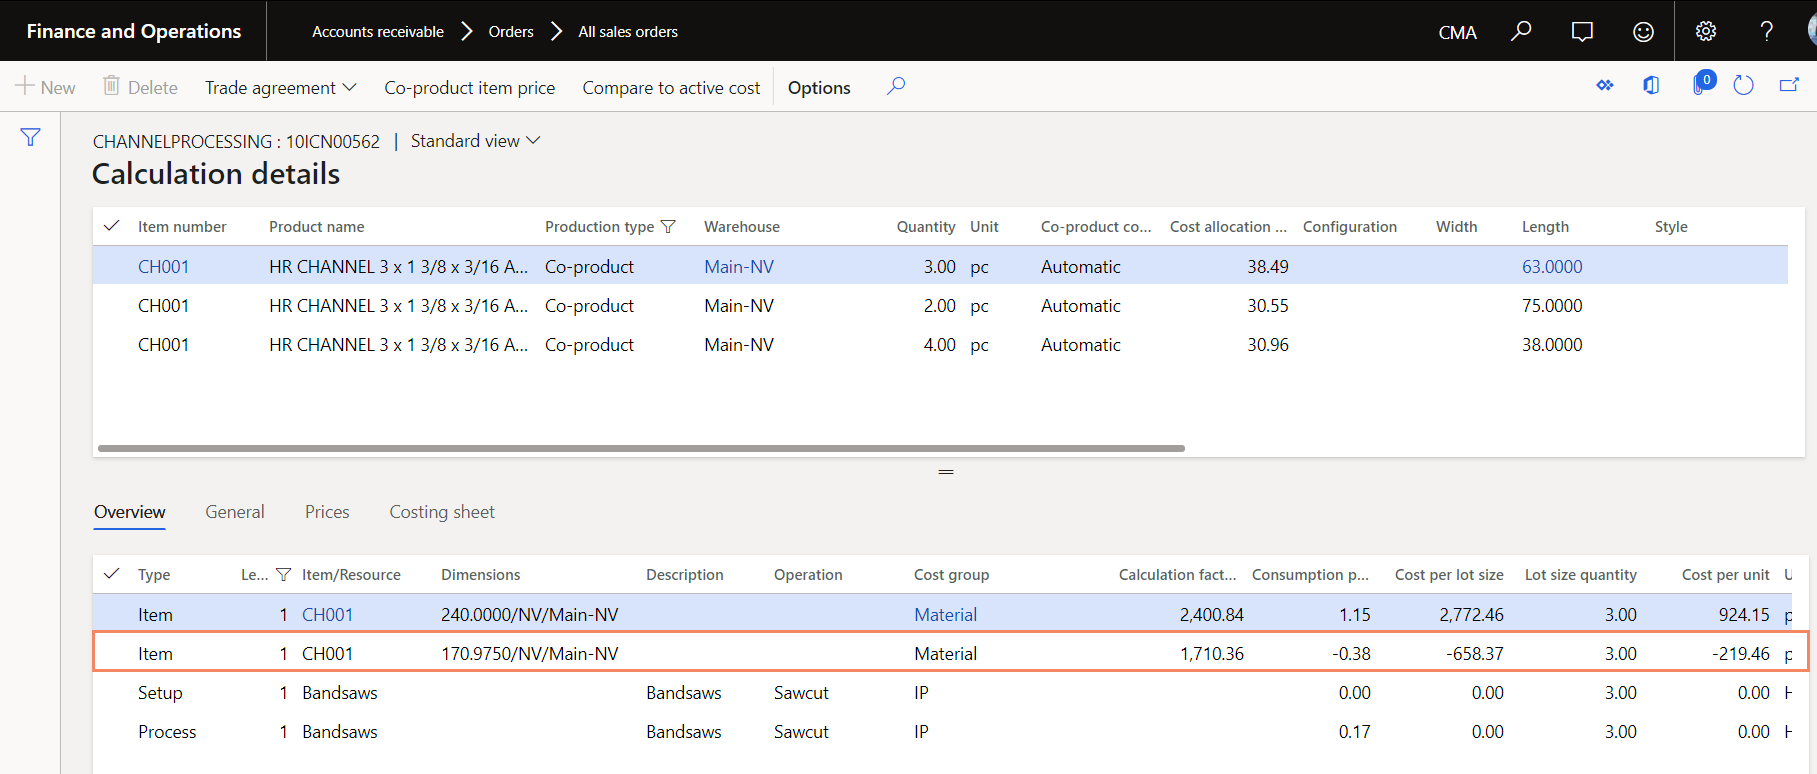 Finance and Operations Accounts receivable Orders All sales orders CMA
New Delete Trade agreement Co-product item price Compare to active cost Options 0
CHANNELPROCESSING : 10ICN00562 | Standard view
Calculation details
Item number Product name Production type Warehouse Quantity Unit Co-product co... Cost allocation ... Configuration Width Length Style
CH001 HR CHANNEL 3 x 1 3/8 x 3/16 A... Co-product Main-NV 3.00 pc Automatic 38.49 63.0000
CH001 HR CHANNEL 3 x 1 3/8 x 3/16 A... Co-product Main-NV 2.00 pc Automatic 30.55 75.0000
CH001 HR CHANNEL 3 x 1 3/8 x 3/16 A... Co-product Main-NV 4.00 pc Automatic 30.96 38.0000
Overview General Prices Costing sheet
Type Le... Item/Resource Dimensions Description Operation Cost group Calculation fact... Consumption p... Cost per lot size Lot size quantity Cost per unit
Item 1 CH001 240.0000/NV/Main-NV Material 2,400.84 1.15 2,772.46 3.00 924.15
Item 1 CH001 170.9750/NV/Main-NV Material 1,710.36 -0.38 -658.37 3.00 -219.46
Setup 1 Bandsaws Bandsaws Sawcut IP 0.00 0.00 3.00 0.00
Process 1 Bandsaws Bandsaws Sawcut IP 0.17 0.00 3.00 0.00